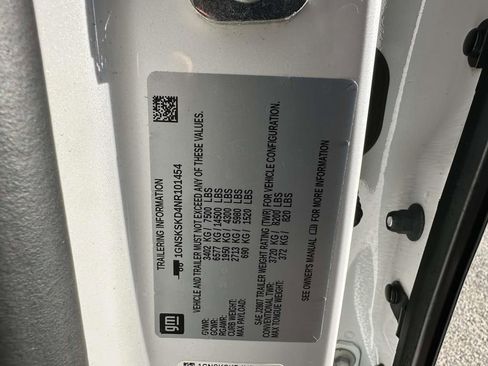 TRAILERING INFORMATION
1GNSKSKD4NR101454
VEHICLE AND TRAILER MUST NOT EXCEED ANY OF THESE VALUES.
GVWR: 3402 KG / 7500 LBS
GCWR: 6577 KG / 14500 LBS
RGAWR: 1950 KG / 4300 LBS
CURB WEIGHT: 2713 KG / 5980 LBS
MAX PAYLOAD: 690 KG / 1520 LBS
SAE J2807 TRAILER WEIGHT RATING (TWR) FOR VEHICLE CONFIGURATION.
CONVENTIONAL TWR: 3720 KG / 8200 LBS
MAX TONGUE WEIGHT: 372 KG / 820 LBS
SEE OWNER'S MANUAL FOR MORE INFORMATION
gm